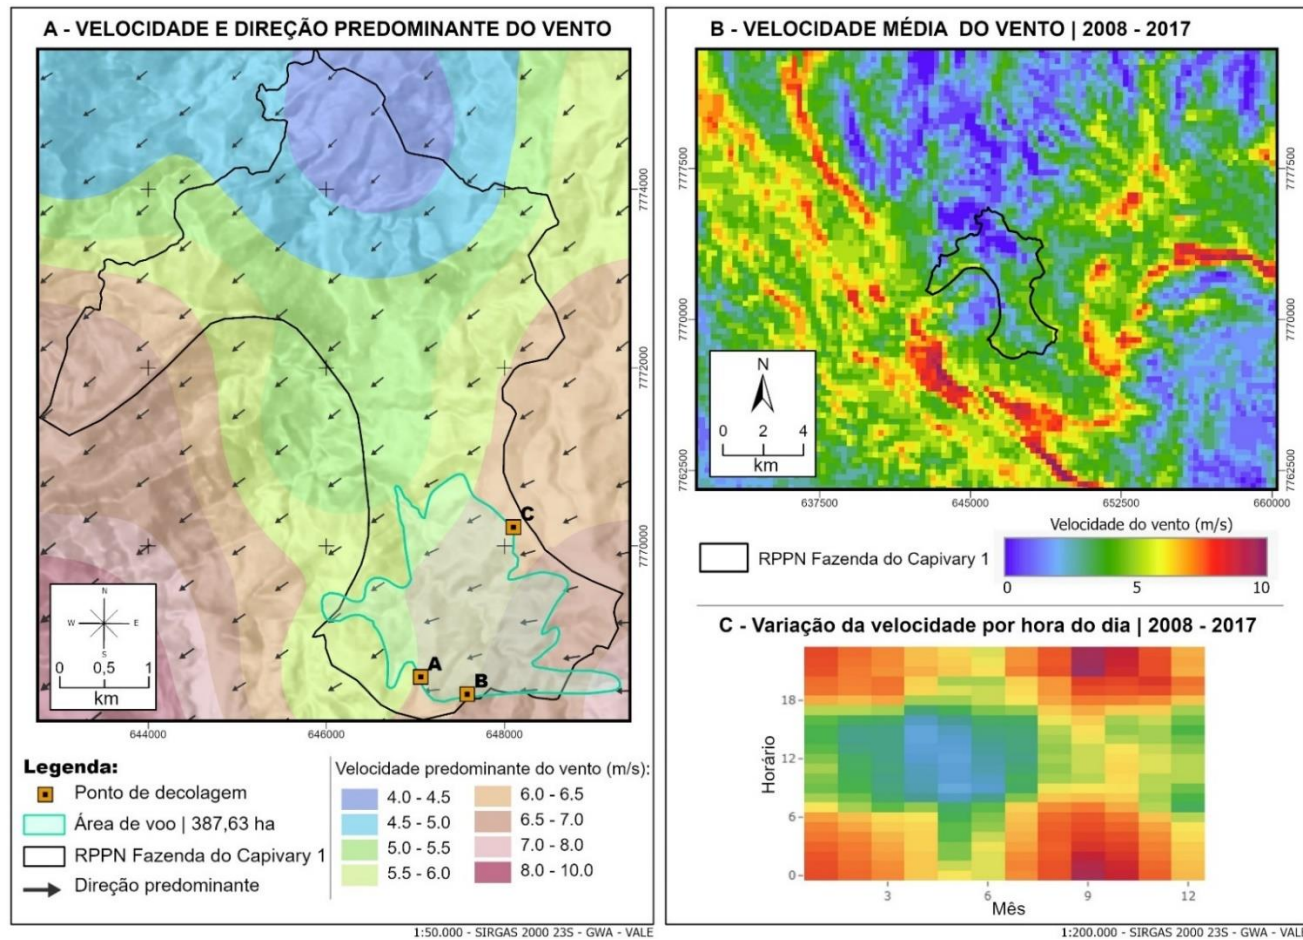 A - VELOCIDADE E DIREÇÃO PREDOMINANTE DO VENTO
7774000
7772000
7770000
C
A
B
N
W
E
S
0 0,5 1
km
644000 646000 648000
Legenda:
Ponto de decolagem
Área de voo | 387,63 ha
RPPN Fazenda do Capivary 1
Direção predominante
Velocidade predominante do vento (m/s):
4.0 - 4.5
4.5 - 5.0
5.0 - 5.5
5.5 - 6.0
6.0 - 6.5
6.5 - 7.0
7.0 - 8.0
8.0 - 10.0
1:50.000 - SIRGAS 2000 23S - GWA - VALE
B - VELOCIDADE MÉDIA DO VENTO | 2008 - 2017
7777500 7777500
7770000 7770000
7762500 7762500
N
0 2 4
km
637500 645000 652500 660000
RPPN Fazenda do Capivary 1
Velocidade do vento (m/s)
0 5 10
C - Variação da velocidade por hora do dia | 2008 - 2017
Horário
18
12
6
0
3 6 9 12
Mês
1:200.000 - SIRGAS 2000 23S - GWA - VALE